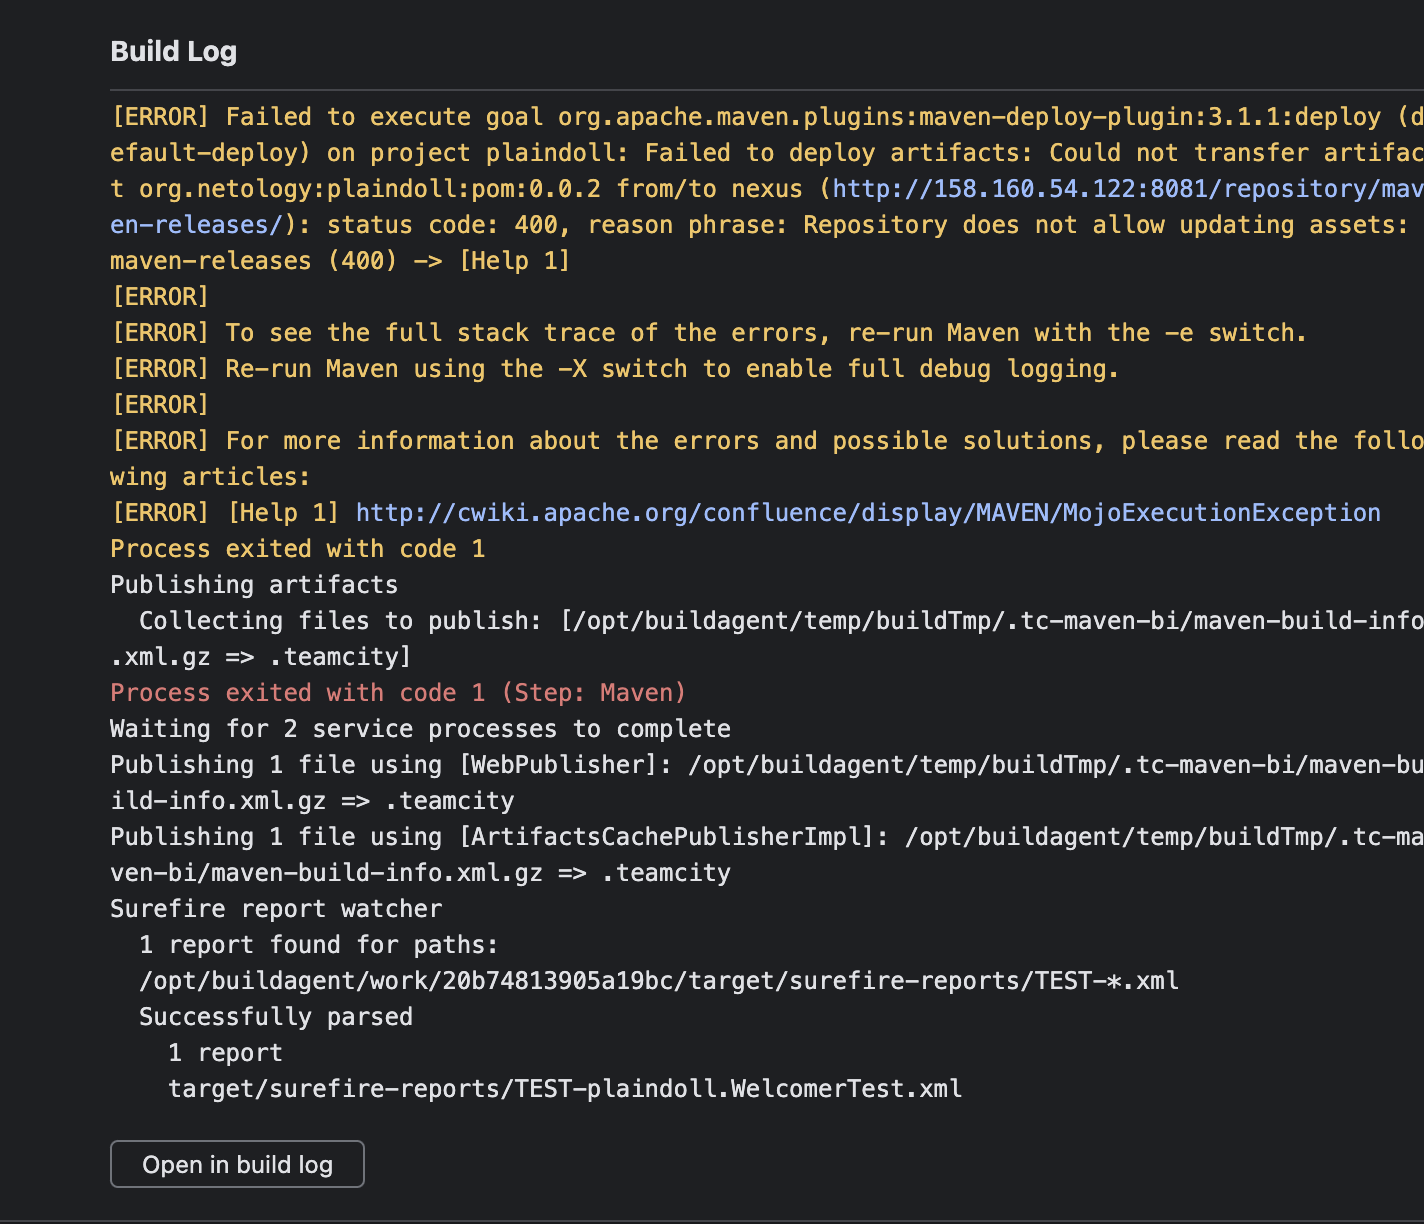 Build Log
[ERROR] Failed to execute goal org.apache.maven.plugins:maven-deploy-plugin:3.1.1:deploy (d
efault-deploy) on project plaindoll: Failed to deploy artifacts: Could not transfer artifac
t org.netology:plaindoll:pom:0.0.2 from/to nexus (http://158.160.54.122:8081/repository/mav
en-releases/): status code: 400, reason phrase: Repository does not allow updating assets:
maven-releases (400) -> [Help 1]
[ERROR]
[ERROR] To see the full stack trace of the errors, re-run Maven with the -e switch.
[ERROR] Re-run Maven using the -X switch to enable full debug logging.
[ERROR]
[ERROR] For more information about the errors and possible solutions, please read the follo
wing articles:
[ERROR] [Help 1] http://cwiki.apache.org/confluence/display/MAVEN/MojoExecutionException
Process exited with code 1
Publishing artifacts
Collecting files to publish: [/opt/buildagent/temp/buildTmp/.tc-maven-bi/maven-build-info
.xml.gz => .teamcity]
Process exited with code 1 (Step: Maven)
Waiting for 2 service processes to complete
Publishing 1 file using [WebPublisher]: /opt/buildagent/temp/buildTmp/.tc-maven-bi/maven-bu
ild-info.xml.gz => .teamcity
Publishing 1 file using [ArtifactsCachePublisherImpl]: /opt/buildagent/temp/buildTmp/.tc-ma
ven-bi/maven-build-info.xml.gz => .teamcity
Surefire report watcher
1 report found for paths:
/opt/buildagent/work/20b74813905a19bc/target/surefire-reports/TEST-*.xml
Successfully parsed
1 report
target/surefire-reports/TEST-plaindoll.WelcomerTest.xml
Open in build log